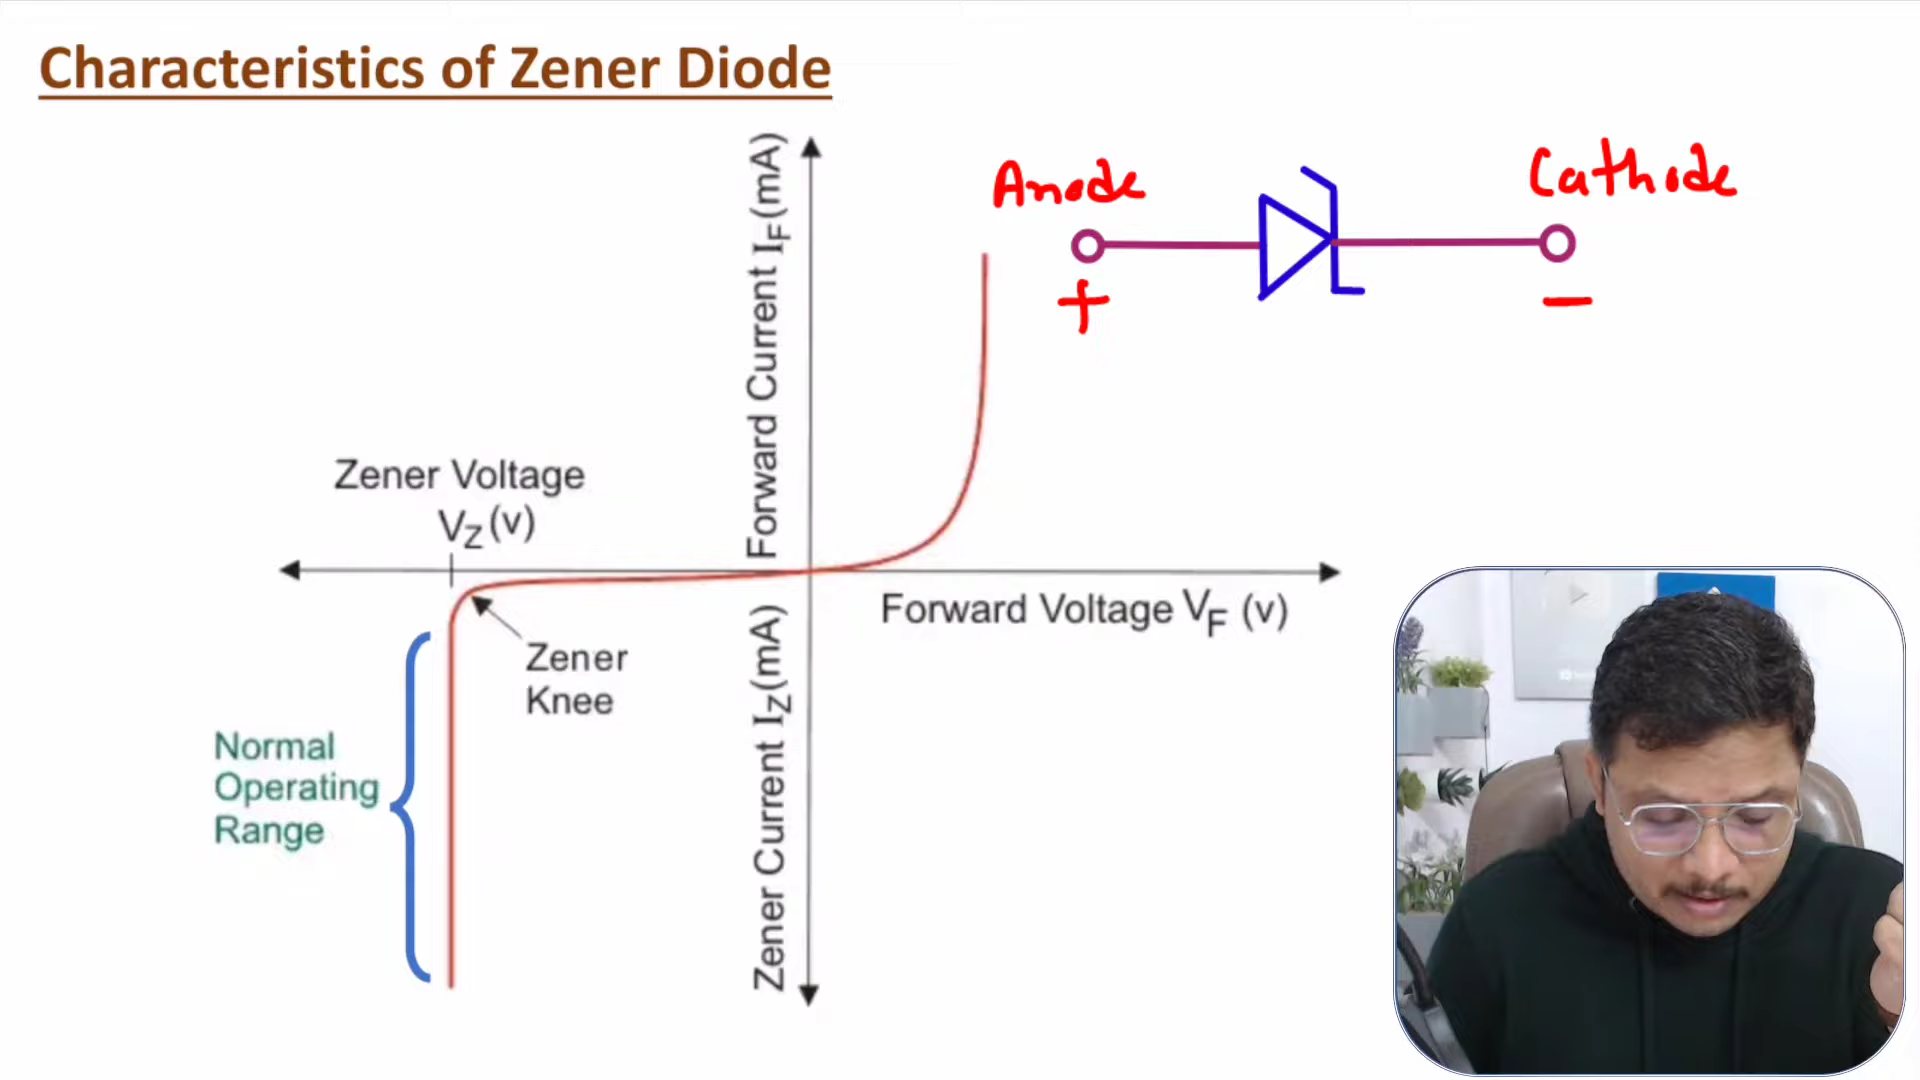 Characteristics of Zener Diode
Forward Current IF (mA)
Anode
Cathode
+
−
Zener Voltage
VZ (v)
Forward Voltage VF (v)
Zener
Knee
Zener Current IZ (mA)
Normal
Operating
Range